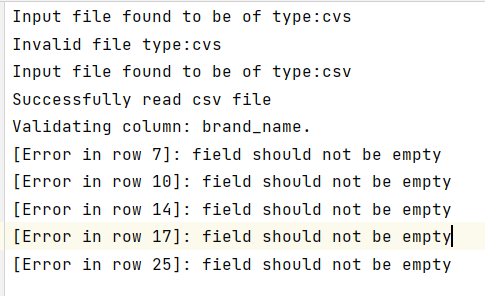 Input file found to be of type:cvs
Invalid file type:cvs
Input file found to be of type:csv
Successfully read csv file
Validating column: brand_name.
[Error in row 7]: field should not be empty
[Error in row 10]: field should not be empty
[Error in row 14]: field should not be empty
[Error in row 17]: field should not be empty
[Error in row 25]: field should not be empty